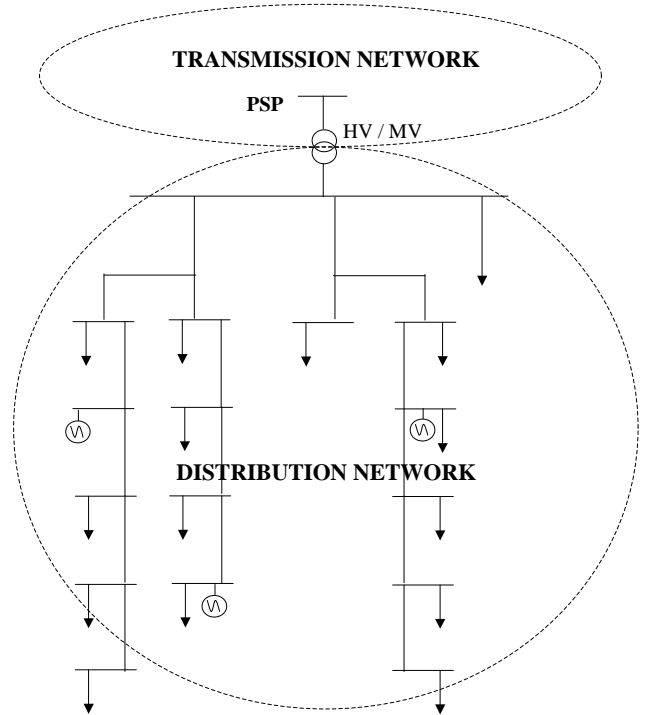 TRANSMISSION NETWORK
PSP
HV / MV
DISTRIBUTION NETWORK